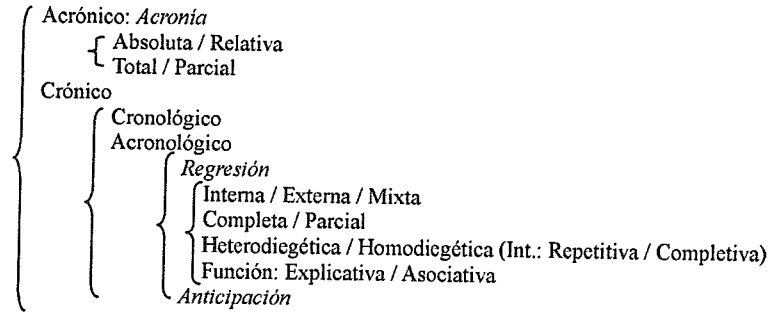 Acrónico: Acronía
Absoluta / Relativa
Total / Parcial
Crónico
Cronológico
Acronológico
Regresión
Interna / Externa / Mixta
Completa / Parcial
Heterodiegética / Homodiegética (Int.: Repetitiva / Completiva)
Función: Explicativa / Asociativa
Anticipación